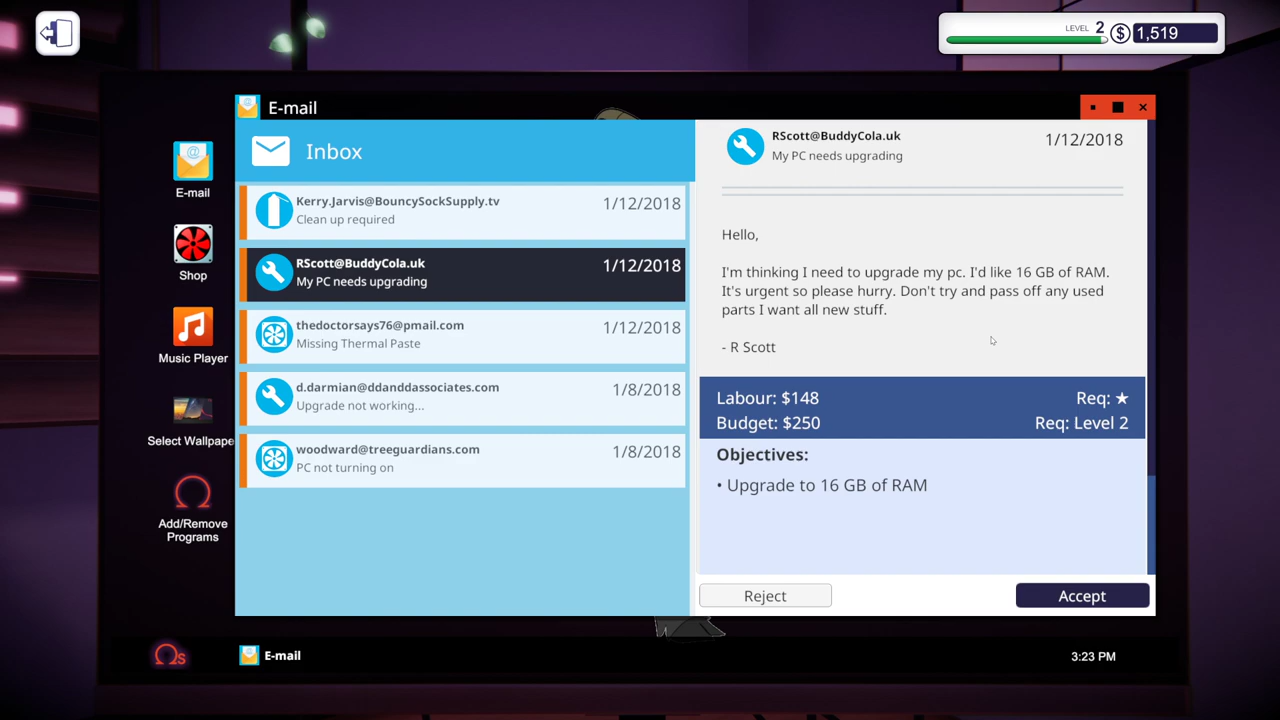 LEVEL 2
$ 1,519
E-mail
Inbox
Kerry.Jarvis@BouncySockSupply.tv 1/12/2018
Clean up required
RScott@BuddyCola.uk 1/12/2018
My PC needs upgrading
thedoctorsays76@pmail.com 1/12/2018
Missing Thermal Paste
d.darmian@ddanddassociates.com 1/8/2018
Upgrade not working...
woodward@treeguardians.com 1/8/2018
PC not turning on
RScott@BuddyCola.uk 1/12/2018
My PC needs upgrading
Hello,
I'm thinking I need to upgrade my pc. I'd like 16 GB of RAM.
It's urgent so please hurry. Don't try and pass off any used
parts I want all new stuff.
- R Scott
Labour: $148 Req: ★
Budget: $250 Req: Level 2
Objectives:
• Upgrade to 16 GB of RAM
Reject Accept
E-mail
Shop
Music Player
Select Wallpape
Add/Remove
Programs
Ωs
E-mail
3:23 PM